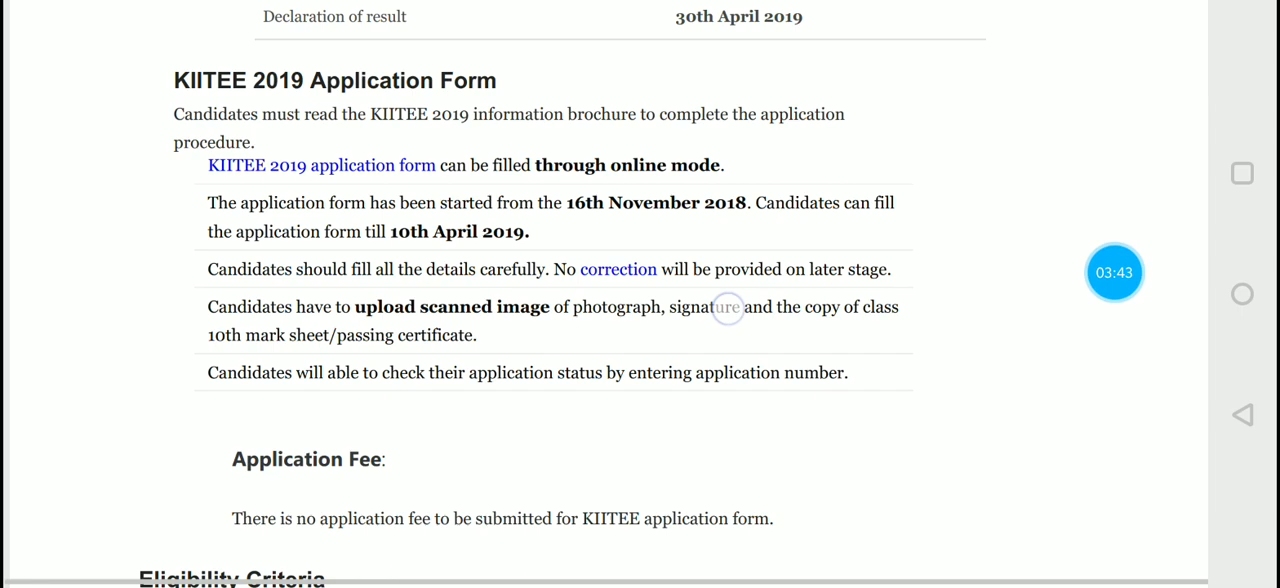 Declaration of result 30th April 2019
KIITEE 2019 Application Form
Candidates must read the KIITEE 2019 information brochure to complete the application
procedure.
KIITEE 2019 application form can be filled through online mode.
The application form has been started from the 16th November 2018. Candidates can fill
the application form till 10th April 2019.
Candidates should fill all the details carefully. No correction will be provided on later stage.
Candidates have to upload scanned image of photograph, signature and the copy of class
10th mark sheet/passing certificate.
Candidates will able to check their application status by entering application number.
03:43
Application Fee:
There is no application fee to be submitted for KIITEE application form.
Eligibility Criteria